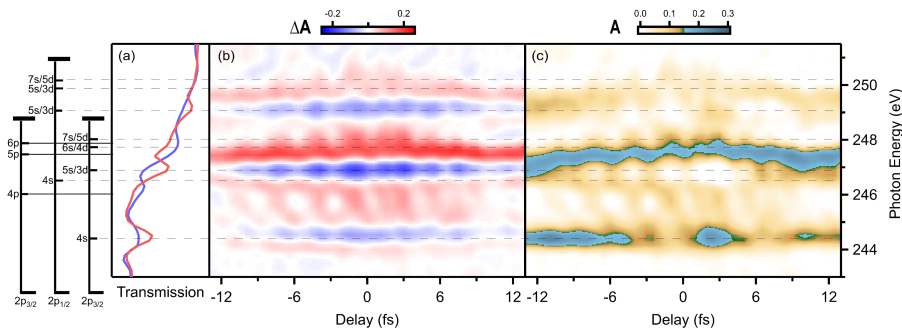 ΔA
-0.2 0.2
A
0.0 0.1 0.2 0.3
(a)
(b)
(c)
7s/5d
5s/3d
5s/3d
6p
5p
4s
4p
7s/5d
6s/4d
5s/3d
4s
2p3/2
2p1/2
2p3/2
Transmission
-12 -6 0 6 12
Delay (fs)
-12 -6 0 6 12
Delay (fs)
250
248
246
244
Photon Energy (eV)